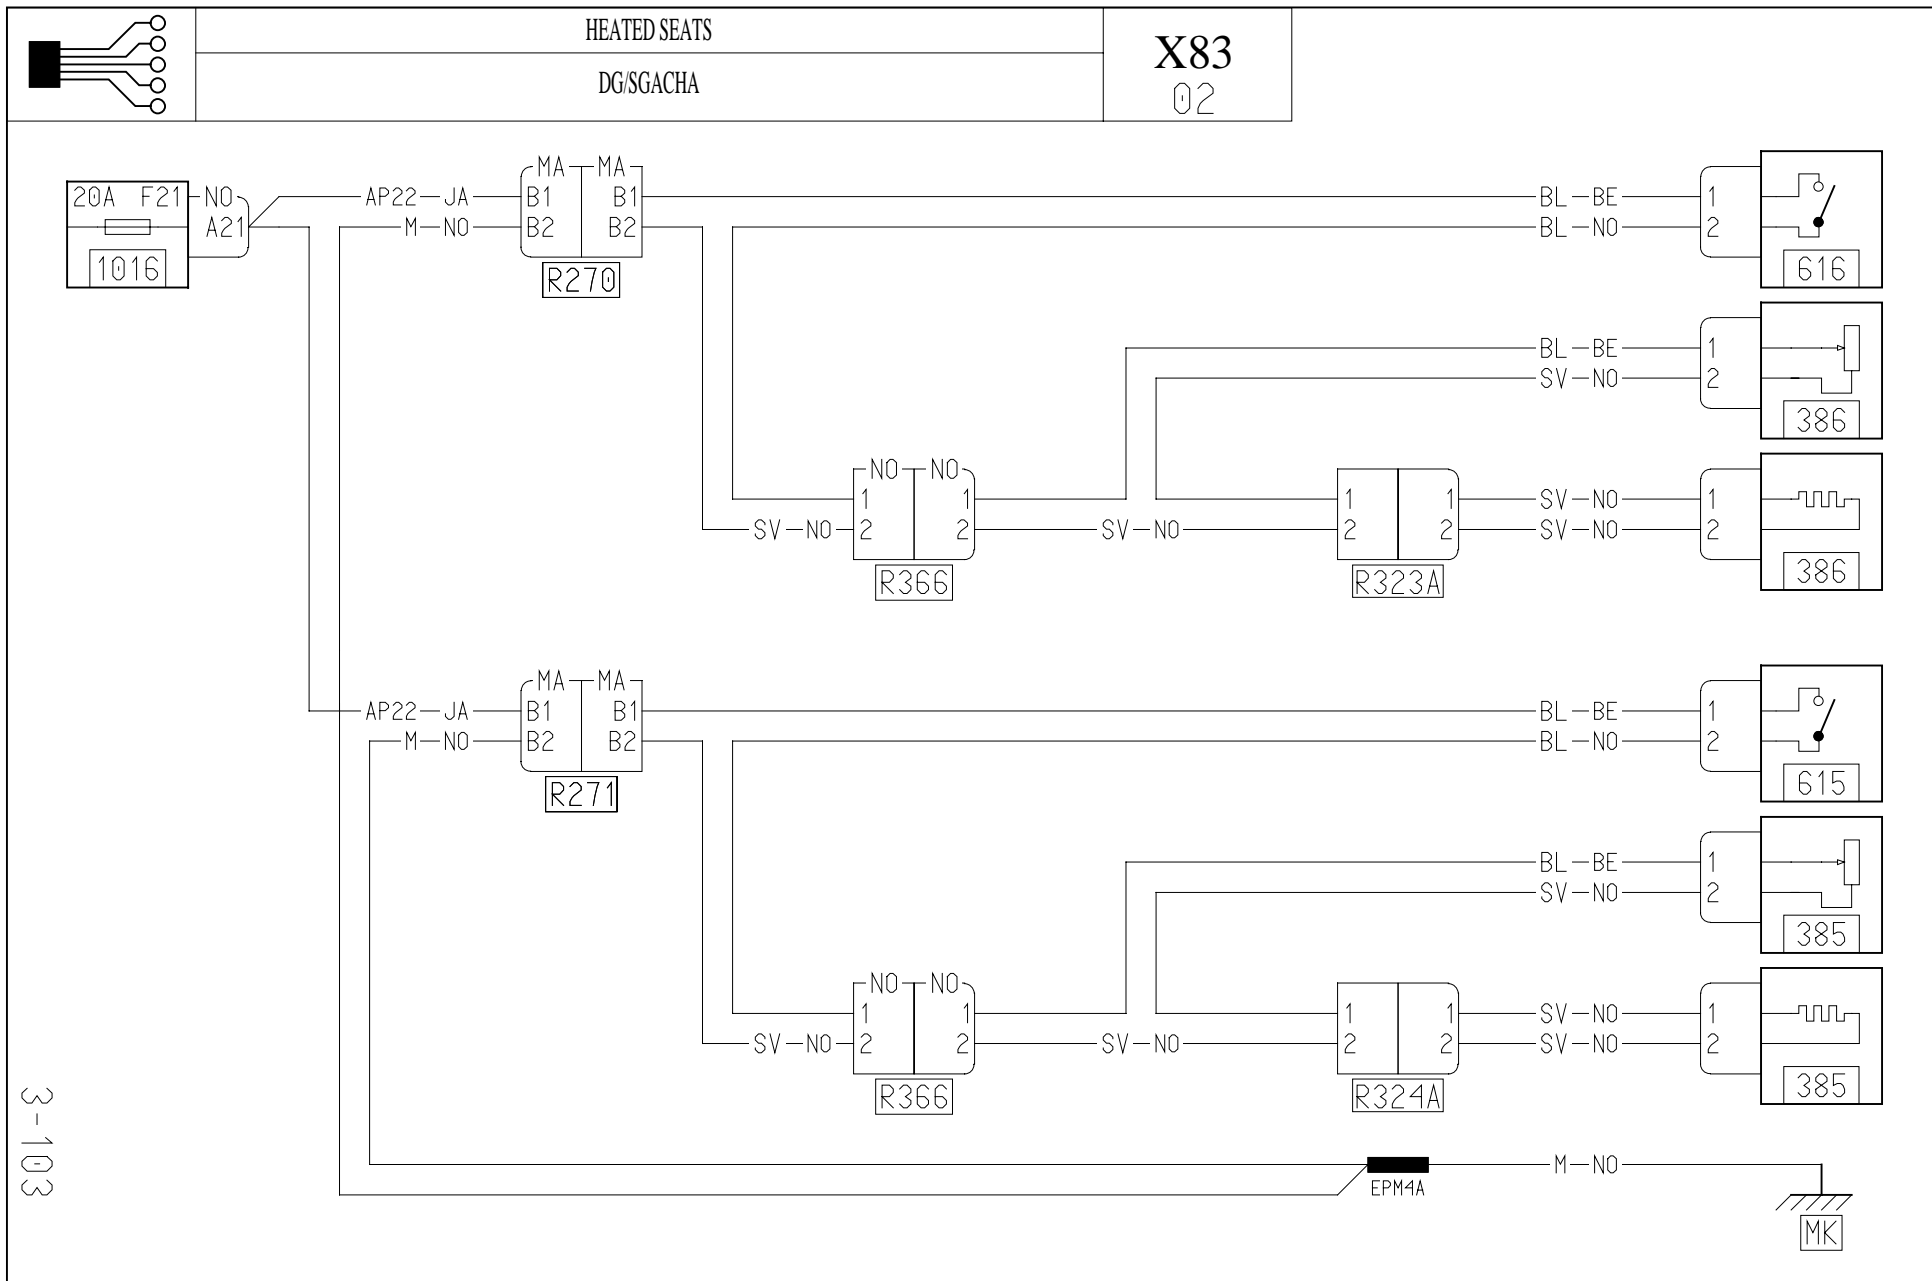 HEATED SEATS
DG/SGACHA
X83
02
20A F21 NO
A21
1016
AP22 JA
M NO
MA MA
B1 B1
B2 B2
R270
BL BE 1
BL NO 2
616
BL BE 1
SV NO 2
386
NO NO
1 1
SV NO 2 2
R366
SV NO
1 1
2 2
R323A
SV NO 1
SV NO 2
386
AP22 JA
M NO
MA MA
B1 B1
B2 B2
R271
BL BE 1
BL NO 2
615
BL BE 1
SV NO 2
385
NO NO
1 1
SV NO 2 2
R366
SV NO
1 1
2 2
R324A
SV NO 1
SV NO 2
385
EPM4A
M NO
MK
3-103